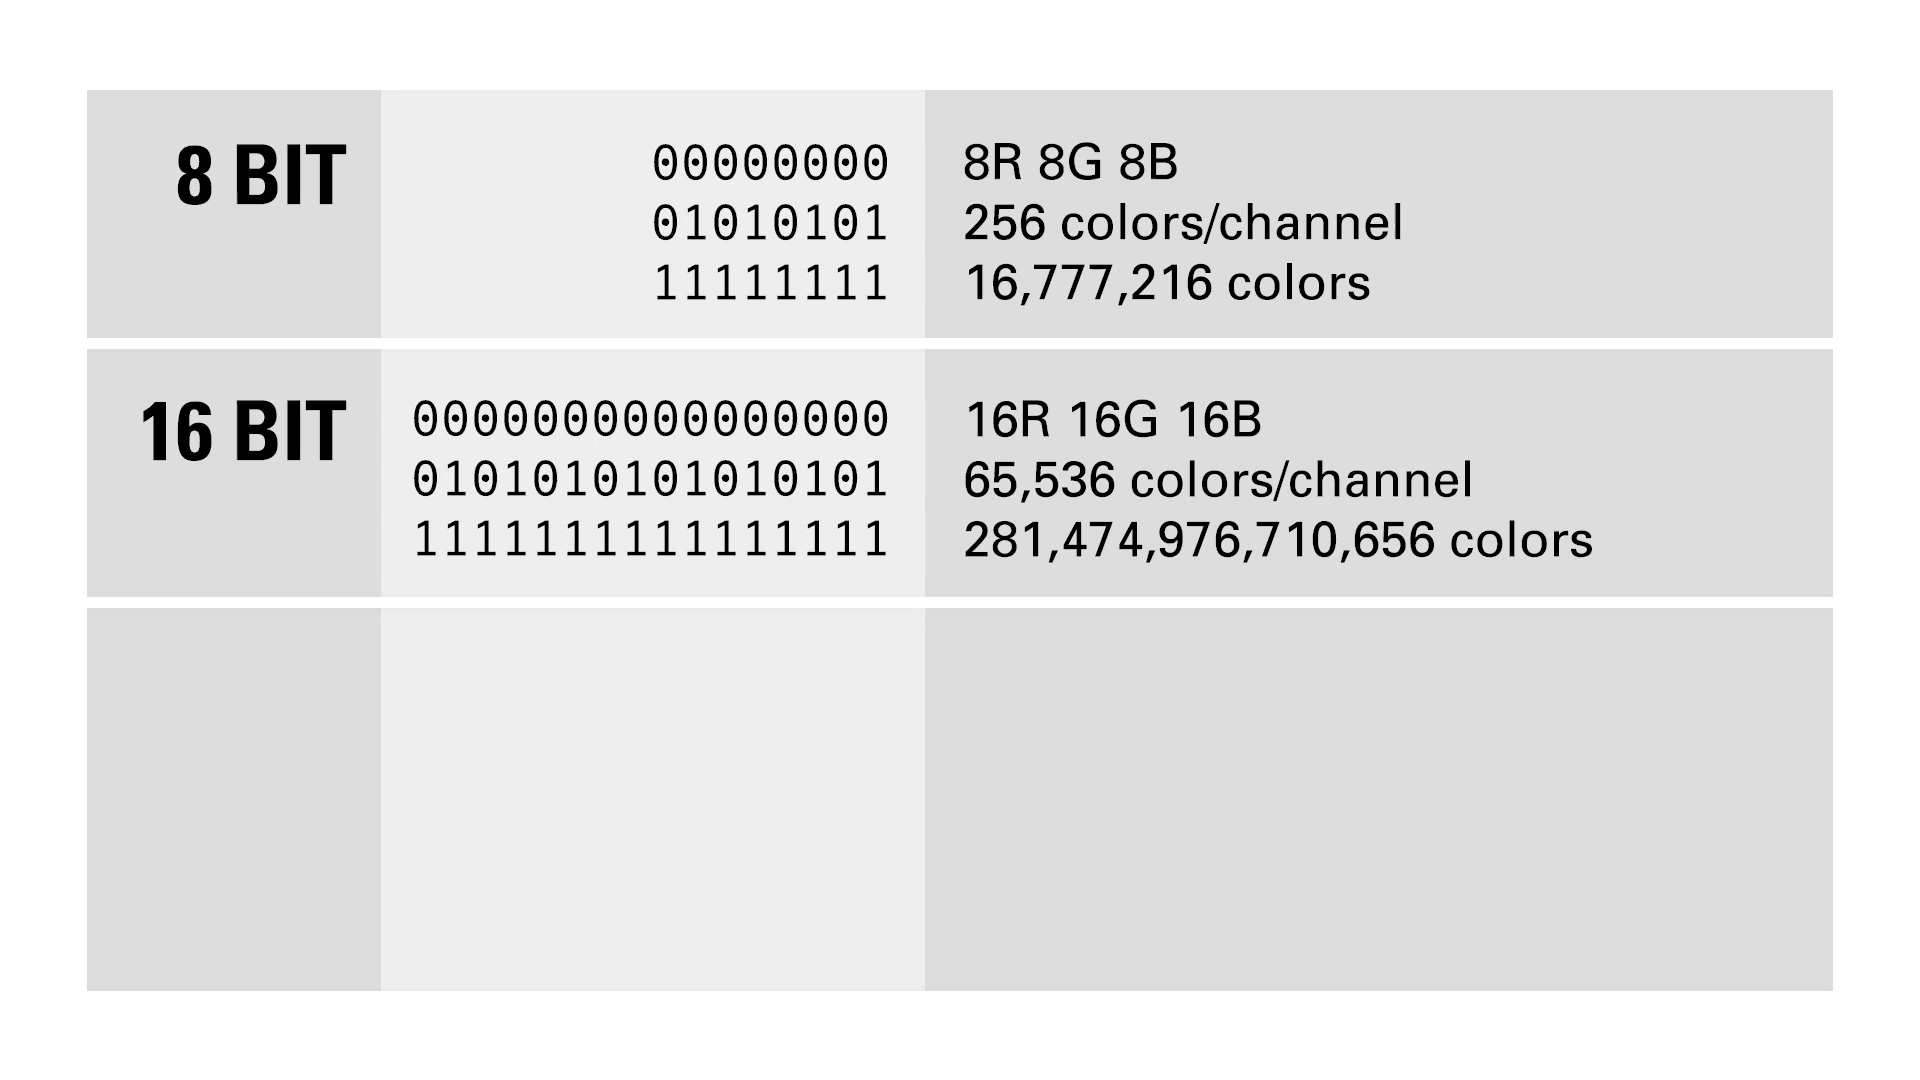 8 BIT
00000000
01010101
11111111
8R 8G 8B
256 colors/channel
16,777,216 colors
16 BIT
0000000000000000
0101010101010101
1111111111111111
16R 16G 16B
65,536 colors/channel
281,474,976,710,656 colors